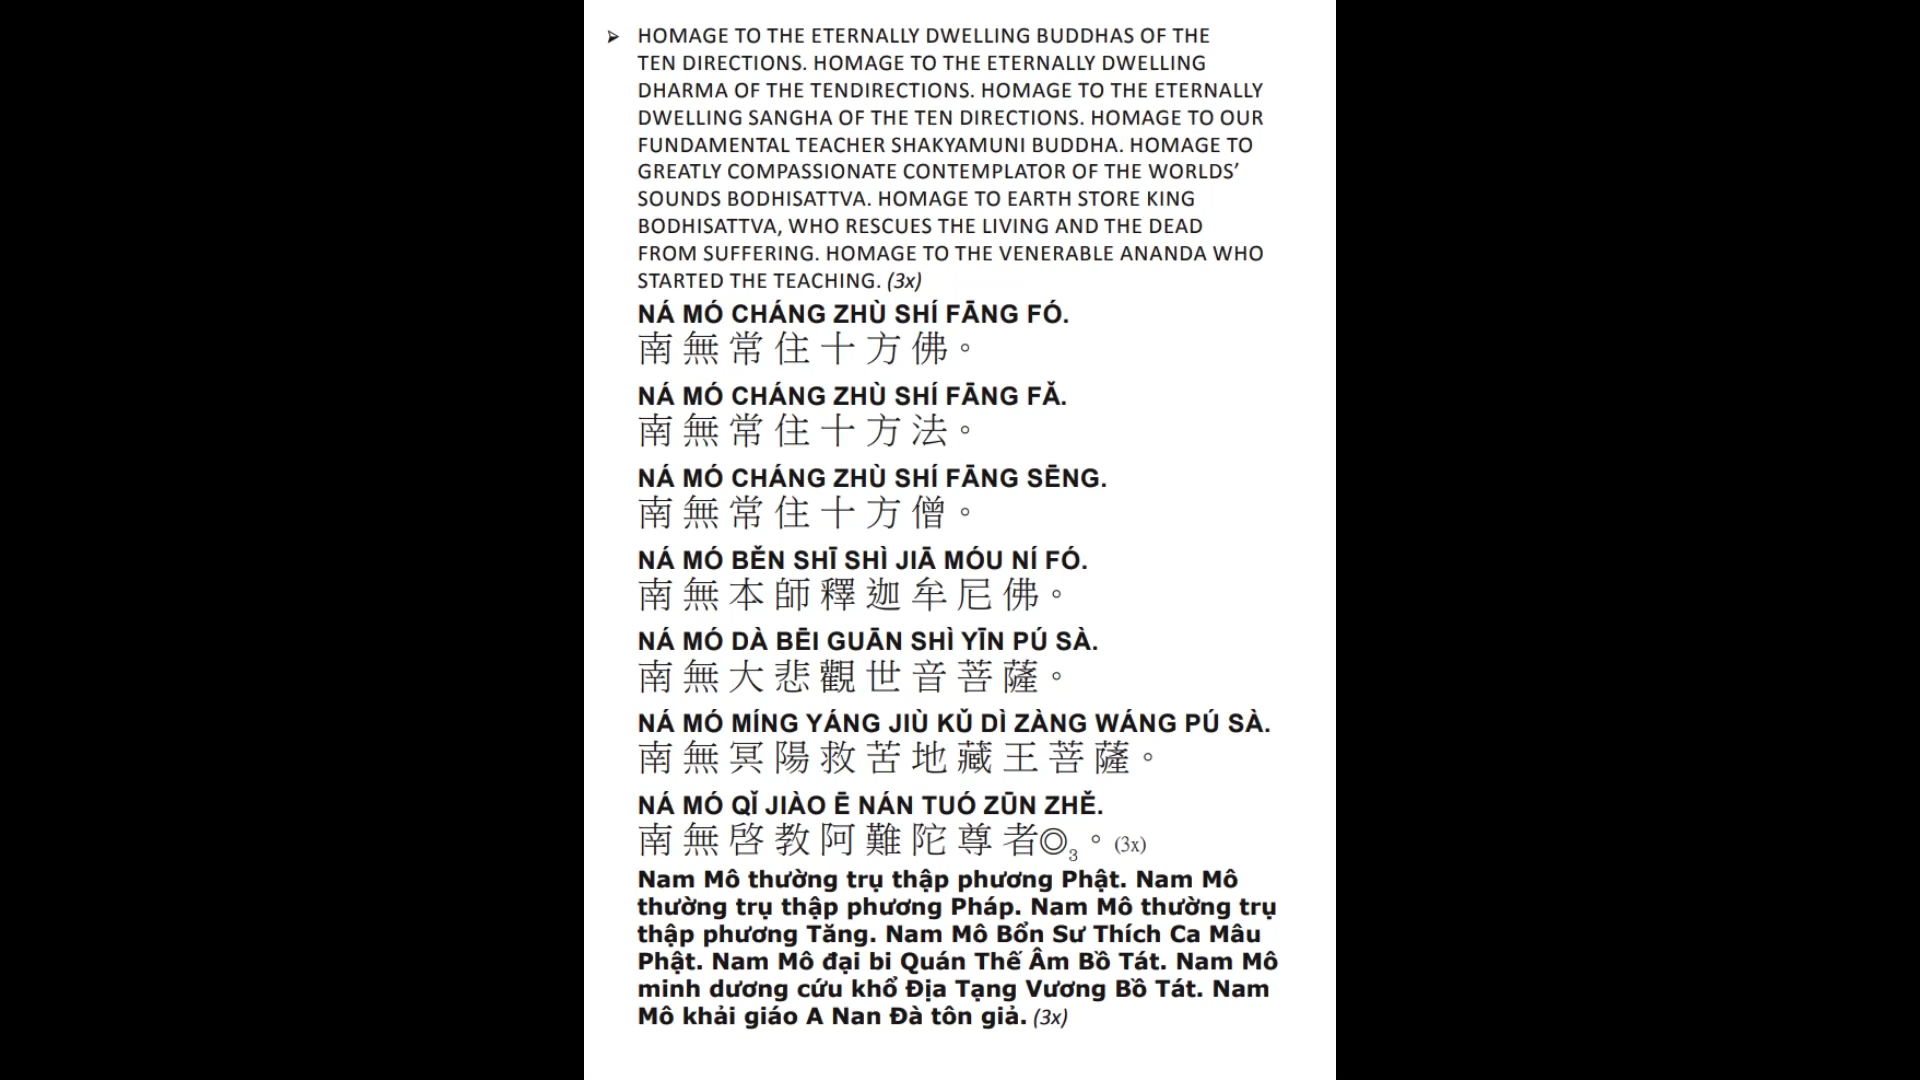 ➢ HOMAGE TO THE ETERNALLY DWELLING BUDDHAS OF THE
TEN DIRECTIONS. HOMAGE TO THE ETERNALLY DWELLING
DHARMA OF THE TENDIRECTIONS. HOMAGE TO THE ETERNALLY
DWELLING SANGHA OF THE TEN DIRECTIONS. HOMAGE TO OUR
FUNDAMENTAL TEACHER SHAKYAMUNI BUDDHA. HOMAGE TO
GREATLY COMPASSIONATE CONTEMPLATOR OF THE WORLDS’
SOUNDS BODHISATTVA. HOMAGE TO EARTH STORE KING
BODHISATTVA, WHO RESCUES THE LIVING AND THE DEAD
FROM SUFFERING. HOMAGE TO THE VENERABLE ANANDA WHO
STARTED THE TEACHING. (3x)
NÁ MÓ CHÁNG ZHÙ SHÍ FĀNG FÓ.
南無常住十方佛。
NÁ MÓ CHÁNG ZHÙ SHÍ FĀNG FǍ.
南無常住十方法。
NÁ MÓ CHÁNG ZHÙ SHÍ FĀNG SĒNG.
南無常住十方僧。
NÁ MÓ BĚN SHĪ SHÌ JIĀ MÓU NÍ FÓ.
南無本師釋迦牟尼佛。
NÁ MÓ DÀ BĒI GUĀN SHÌ YĪN PÚ SÀ.
南無大悲觀世音菩薩。
NÁ MÓ MÍNG YÁNG JIÙ KǓ DÌ ZÀNG WÁNG PÚ SÀ.
南無冥陽救苦地藏王菩薩。
NÁ MÓ QǏ JIÀO Ē NÁN TUÓ ZŪN ZHĚ.
南無啓教阿難陀尊者◎3。(3x)
Nam Mô thường trụ thập phương Phật. Nam Mô
thường trụ thập phương Pháp. Nam Mô thường trụ
thập phương Tăng. Nam Mô Bổn Sư Thích Ca Mâu
Phật. Nam Mô đại bi Quán Thế Âm Bồ Tát. Nam Mô
minh dương cứu khổ Địa Tạng Vương Bồ Tát. Nam
Mô khải giáo A Nan Đà tôn giả. (3x)